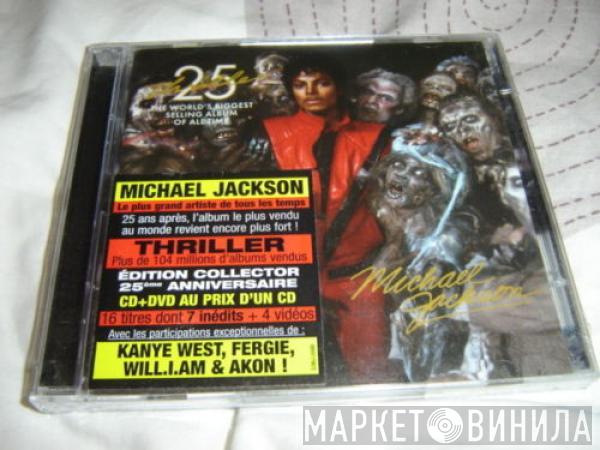 25
Thriller
THE WORLD'S BIGGEST
SELLING ALBUM
OF ALL TIME
MICHAEL JACKSON
Le plus grand artiste de tous les temps
25 ans après, l'album le plus vendu
au monde revient encore plus fort !
THRILLER
Plus de 104 millions d'albums vendus
ÉDITION COLLECTOR
25ème ANNIVERSAIRE
CD+DVD AU PRIX D'UN CD
16 titres dont 7 inédits + 4 vidéos
Avec les participations exceptionnelles de :
KANYE WEST, FERGIE,
WILL.I.AM & AKON !
Michael
Jackson
МАРКЕТ ВИНИЛА